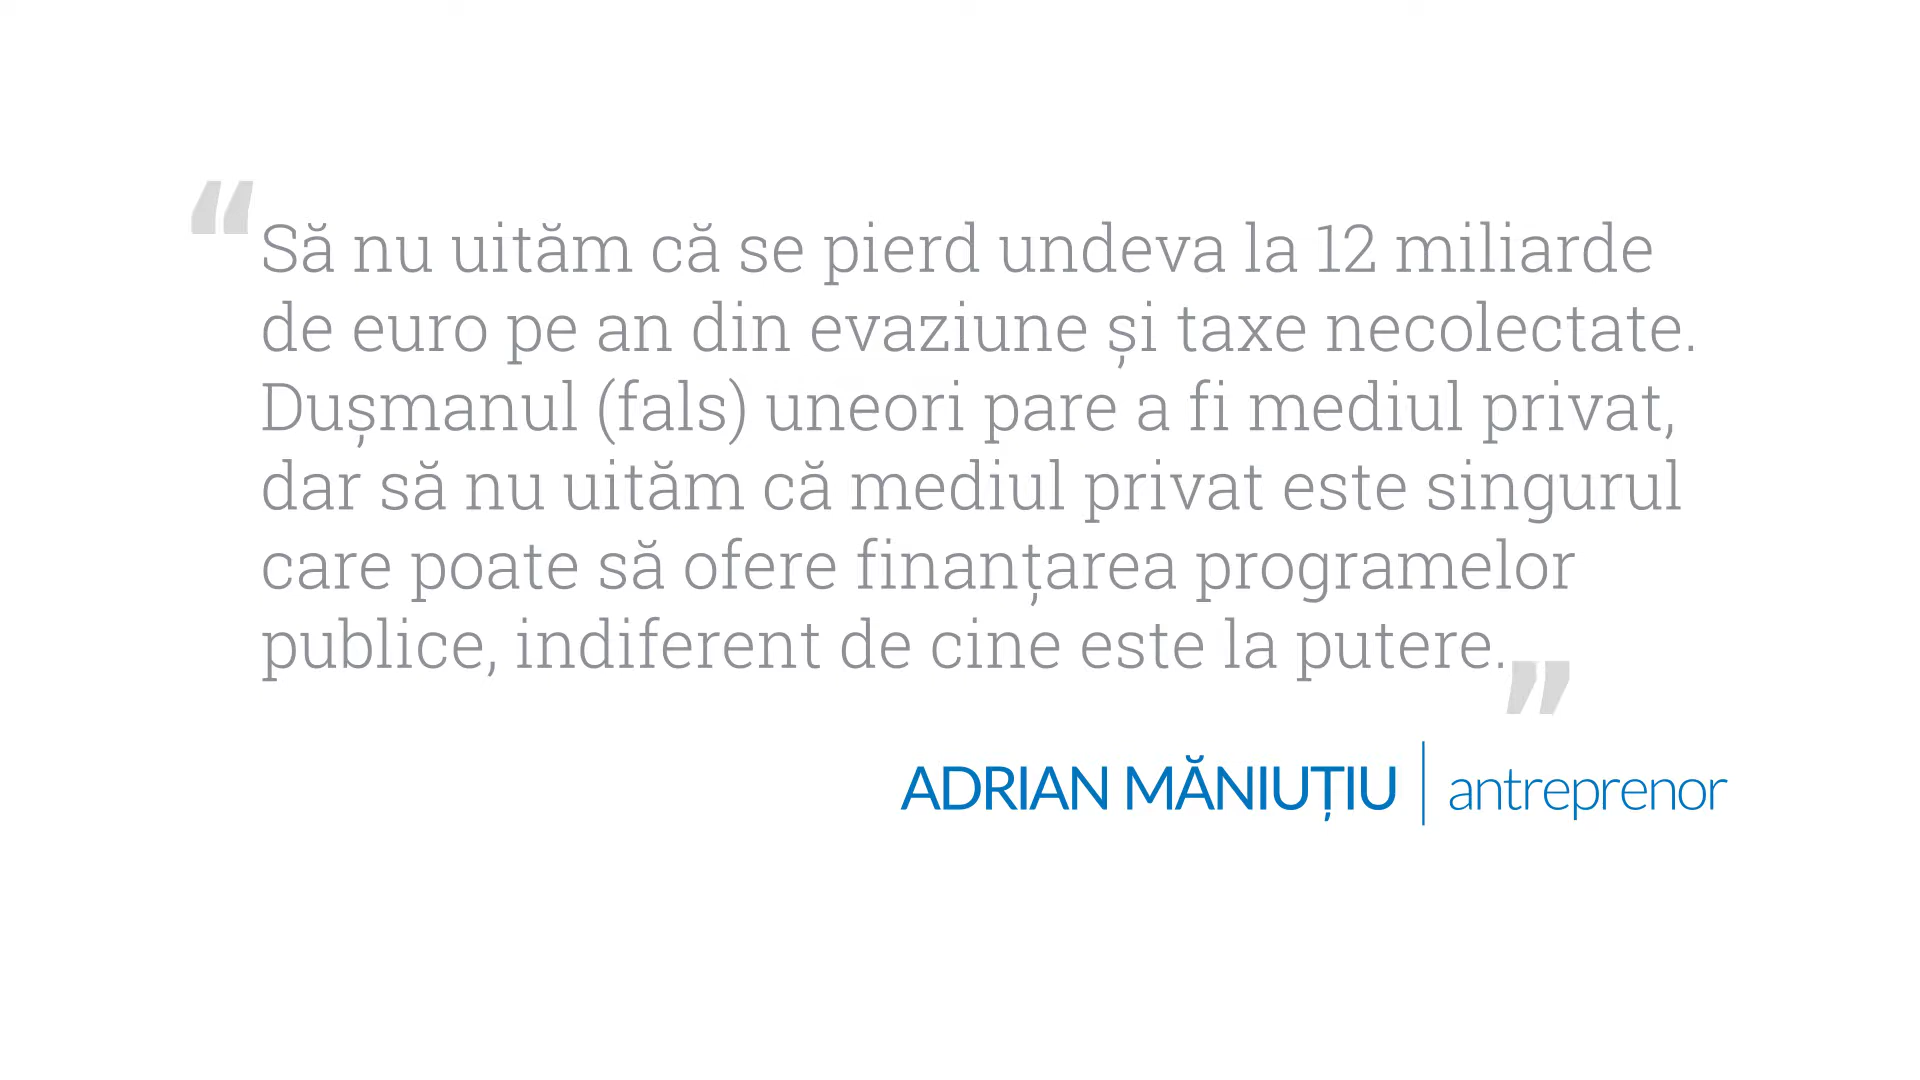 “Să nu uităm că se pierd undeva la 12 miliarde
de euro pe an din evaziune și taxe necolectate.
Dușmanul (fals) uneori pare a fi mediul privat,
dar să nu uităm că mediul privat este singurul
care poate să ofere finanțarea programelor
publice, indiferent de cine este la putere.”
ADRIAN MĂNIUȚIU | antreprenor